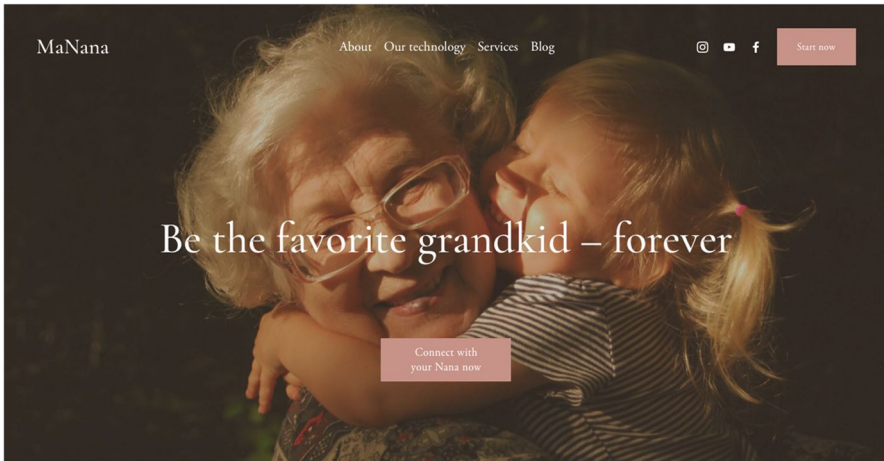 MaNana
About Our technology Services Blog
Start now
Be the favorite grandkid – forever
Connect with
your Nana now